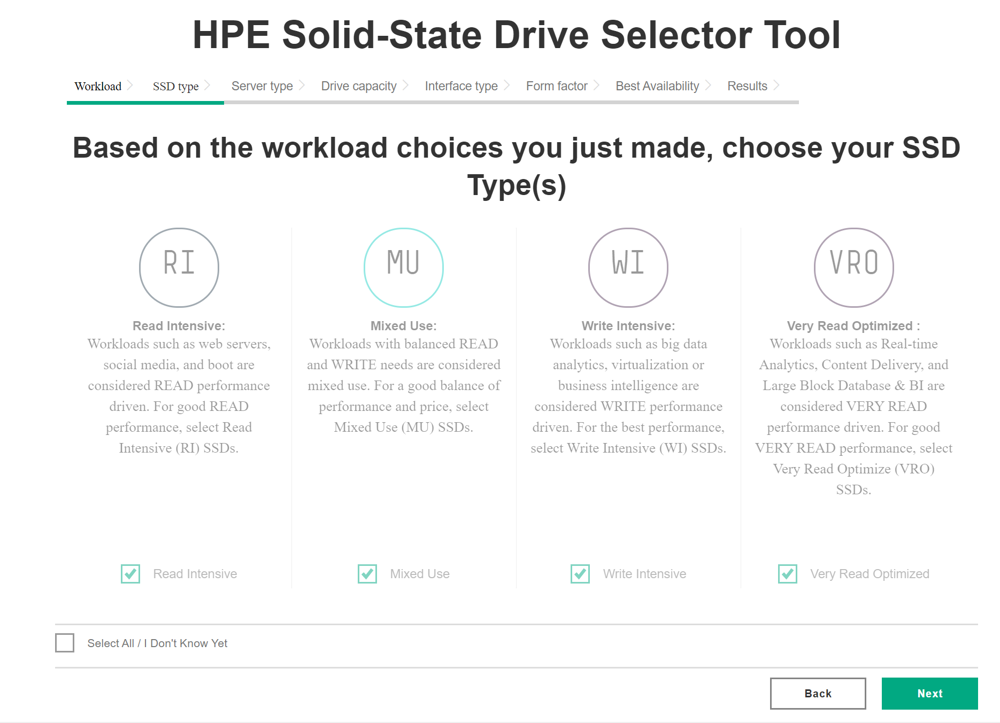 HPE Solid-State Drive Selector Tool
Workload SSD type Server type Drive capacity Interface type Form factor Best Availability Results
Based on the workload choices you just made, choose your SSD
Type(s)
RI
Read Intensive:
Workloads such as web servers,
social media, and boot are
considered READ performance
driven. For good READ
performance, select Read
Intensive (RI) SSDs.
Read Intensive
MU
Mixed Use:
Workloads with balanced READ
and WRITE needs are considered
mixed use. For a good balance of
performance and price, select
Mixed Use (MU) SSDs.
Mixed Use
WI
Write Intensive:
Workloads such as big data
analytics, virtualization or
business intelligence are
considered WRITE performance
driven. For the best performance,
select Write Intensive (WI) SSDs.
Write Intensive
VRO
Very Read Optimized :
Workloads such as Real-time
Analytics, Content Delivery, and
Large Block Database & BI are
considered VERY READ
performance driven. For good
VERY READ performance, select
Very Read Optimize (VRO)
SSDs.
Very Read Optimized
Select All / I Don't Know Yet
Back
Next